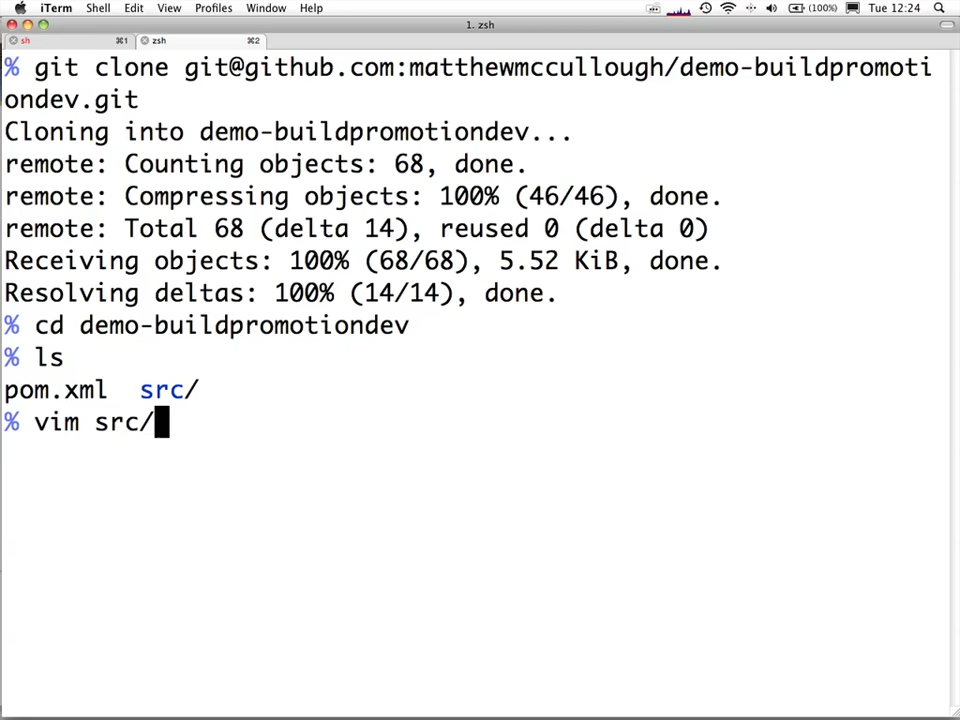 iTerm Shell Edit View Profiles Window Help (100%) Tue 12:24
1. zsh
sh ⌘1 zsh ⌘2
% git clone git@github.com:matthewmccullough/demo-buildpromoti
ondev.git
Cloning into demo-buildpromotiondev...
remote: Counting objects: 68, done.
remote: Compressing objects: 100% (46/46), done.
remote: Total 68 (delta 14), reused 0 (delta 0)
Receiving objects: 100% (68/68), 5.52 KiB, done.
Resolving deltas: 100% (14/14), done.
% cd demo-buildpromotiondev
% ls
pom.xml src/
% vim src/